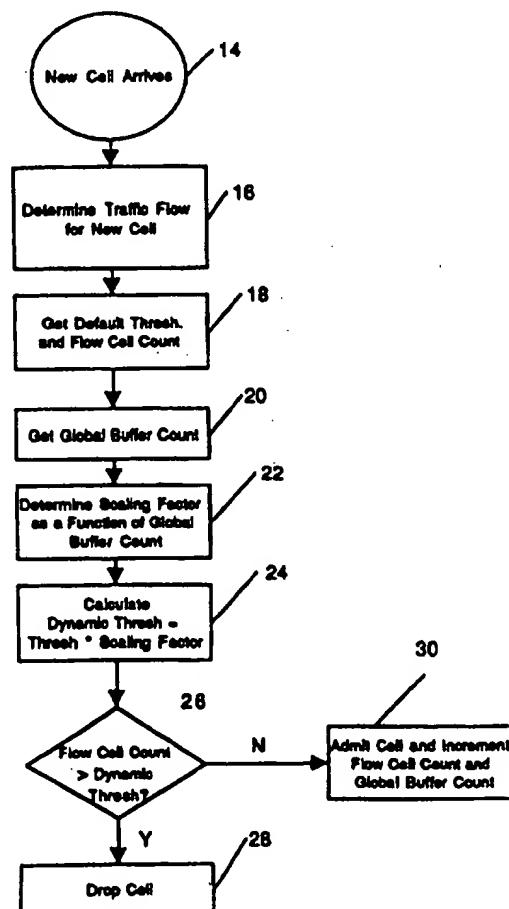 New Cell Arrives
14
Determine Traffic Flow
for New Cell
16
Get Default Thresh.
and Flow Cell Count
18
Get Global Buffer Count
20
Determine Scaling Factor
as a Function of Global
Buffer Count
22
Calculate
Dynamic Thresh =
Thresh * Scaling Factor
24
26
Flow Cell Count
> Dynamic
Thresh?
N
30
Admit Cell and Increment
Flow Cell Count and
Global Buffer Count
Y
28
Drop Cell